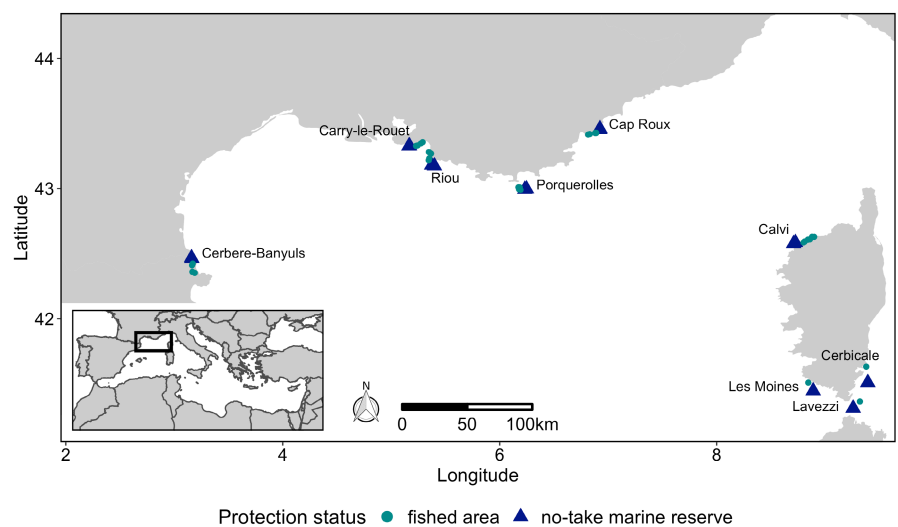 44
Cap Roux
Carry-le-Rouet
Riou
43
Porquerolles
Latitude
Calvi
Cerbere-Banyuls
42
Cerbicale
N
Les Moines
Lavezzi
0 50 100km
2 4 6 8
Longitude
Protection status fished area no-take marine reserve